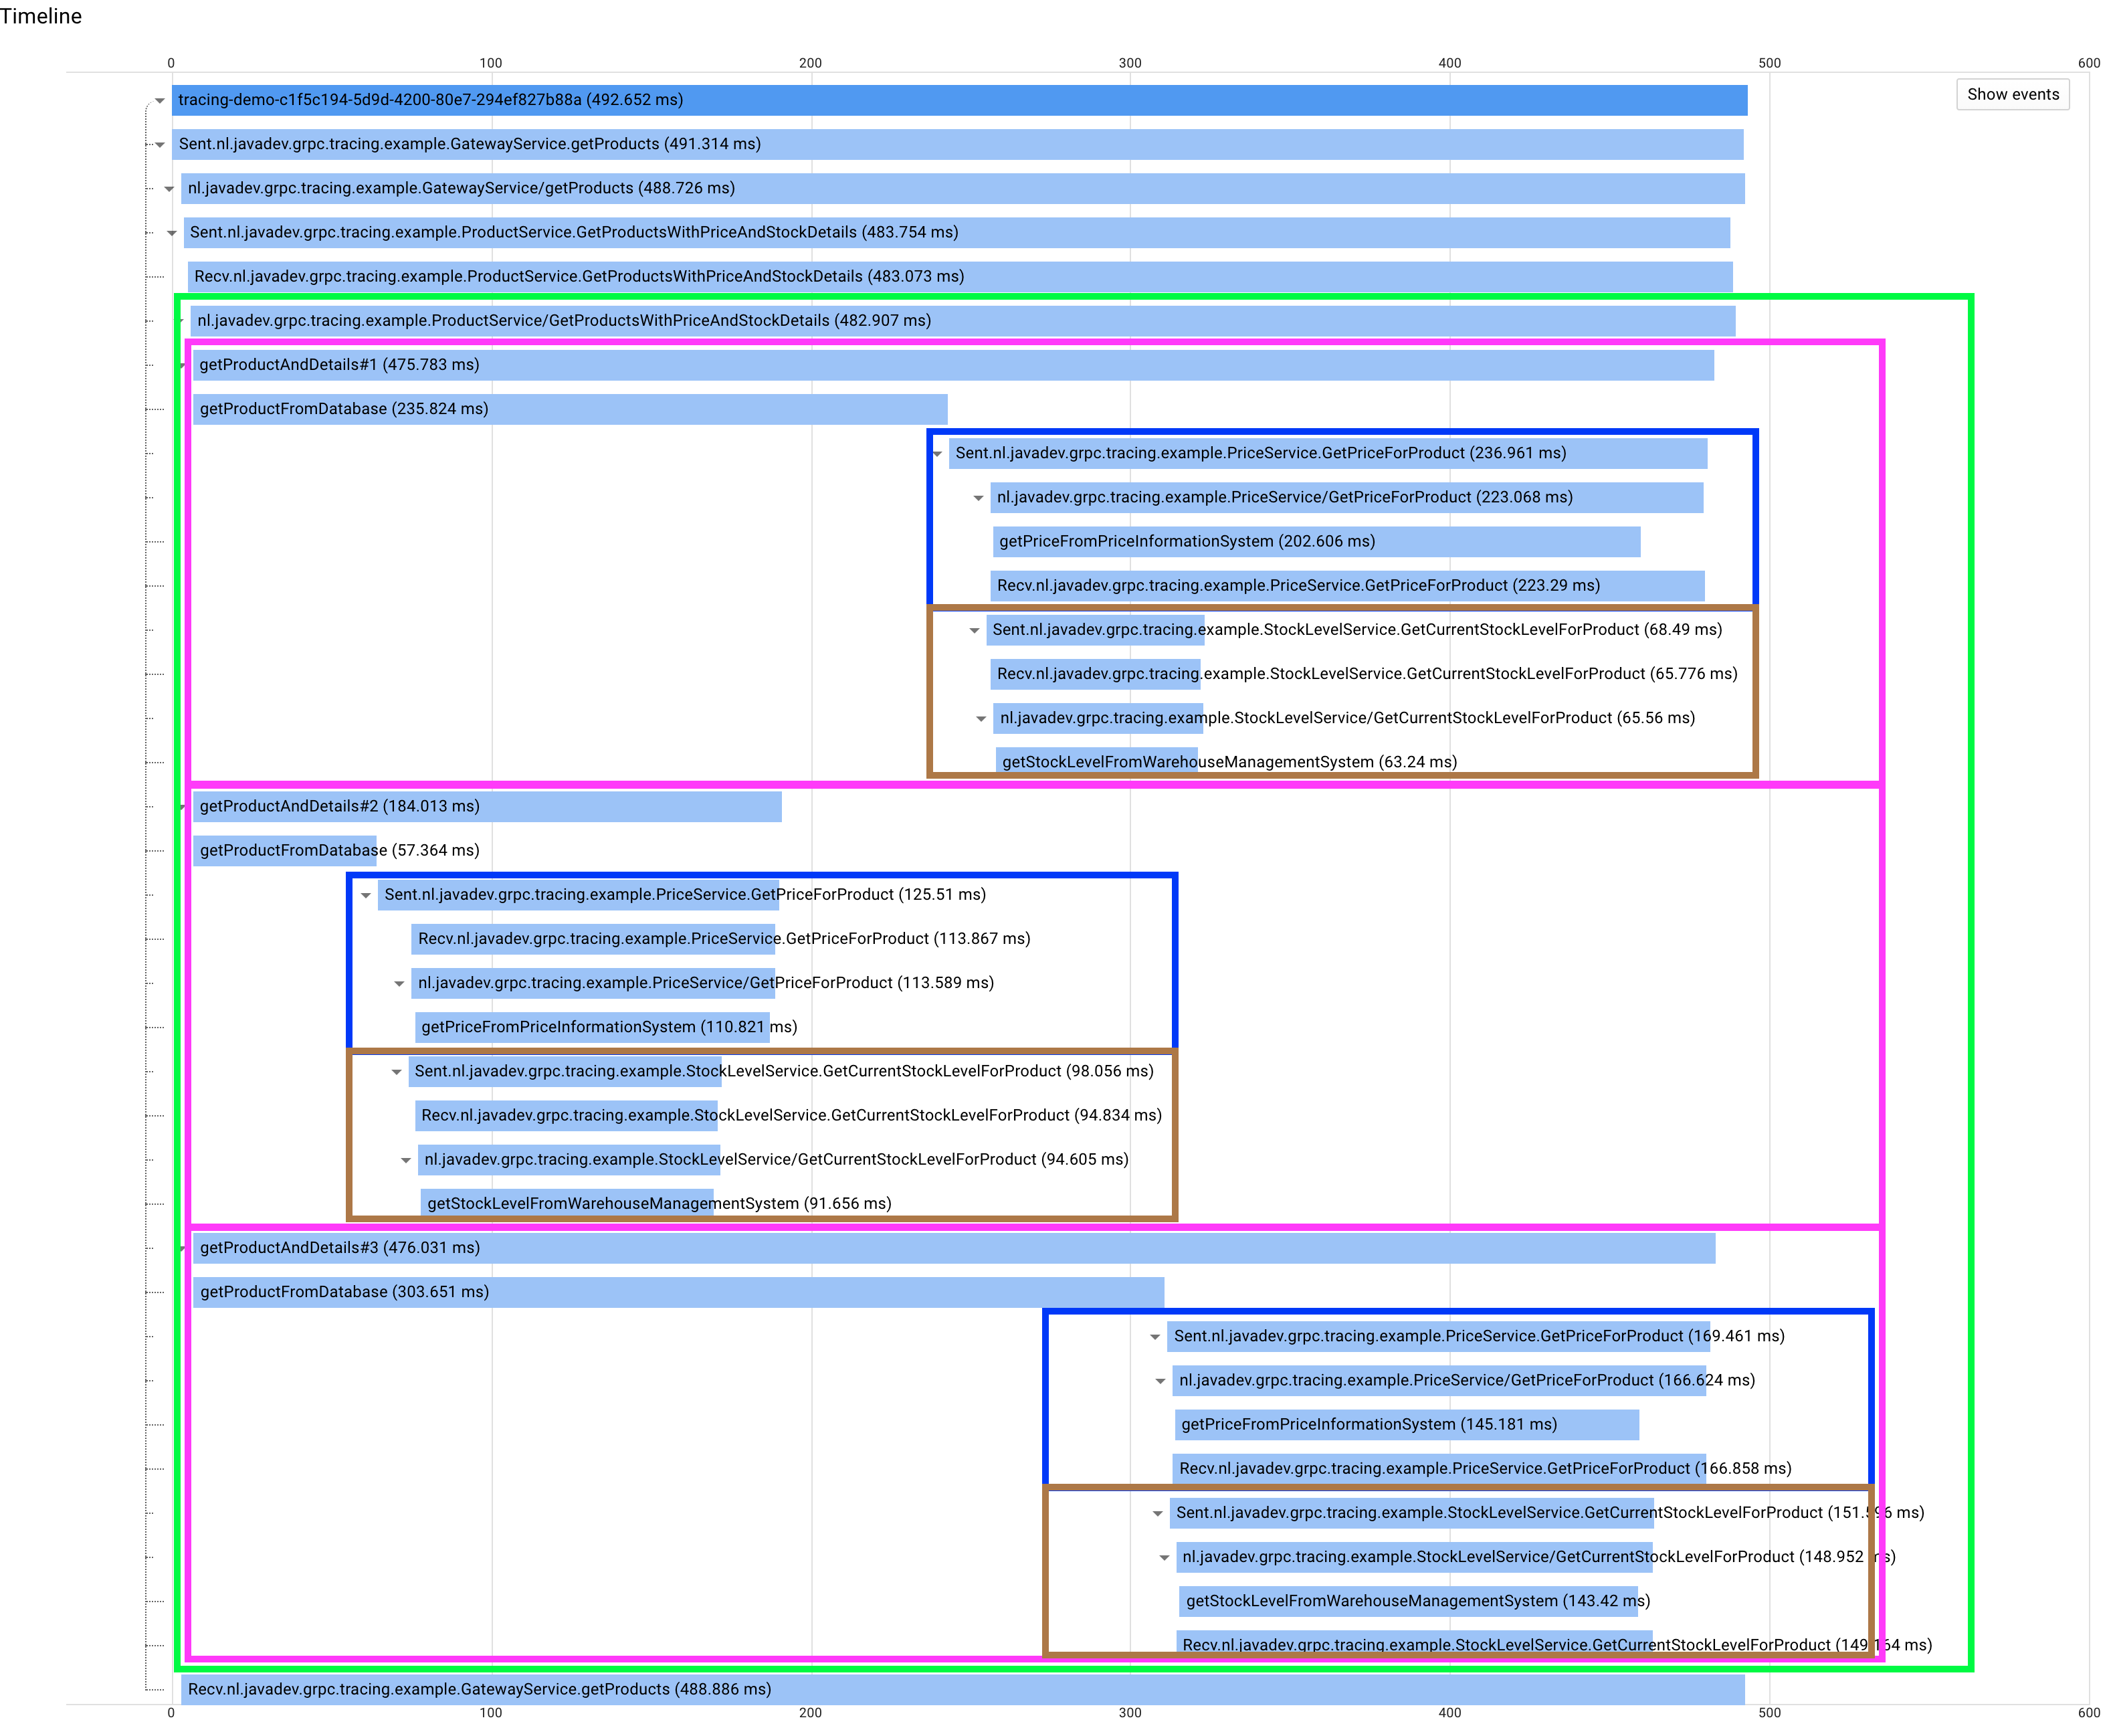 Timeline
0 100 200 300 400 500 600
Show events
tracing-demo-c1f5c194-5d9d-4200-80e7-294ef827b88a (492.652 ms)
Sent.nl.javadev.grpc.tracing.example.GatewayService.getProducts (491.314 ms)
nl.javadev.grpc.tracing.example.GatewayService/getProducts (488.726 ms)
Sent.nl.javadev.grpc.tracing.example.ProductService.GetProductsWithPriceAndStockDetails (483.754 ms)
Recv.nl.javadev.grpc.tracing.example.ProductService.GetProductsWithPriceAndStockDetails (483.073 ms)
nl.javadev.grpc.tracing.example.ProductService/GetProductsWithPriceAndStockDetails (482.907 ms)
getProductAndDetails#1 (475.783 ms)
getProductFromDatabase (235.824 ms)
Sent.nl.javadev.grpc.tracing.example.PriceService.GetPriceForProduct (236.961 ms)
nl.javadev.grpc.tracing.example.PriceService/GetPriceForProduct (223.068 ms)
getPriceFromPriceInformationSystem (202.606 ms)
Recv.nl.javadev.grpc.tracing.example.PriceService.GetPriceForProduct (223.29 ms)
Sent.nl.javadev.grpc.tracing.example.StockLevelService.GetCurrentStockLevelForProduct (68.49 ms)
Recv.nl.javadev.grpc.tracing.example.StockLevelService.GetCurrentStockLevelForProduct (65.776 ms)
nl.javadev.grpc.tracing.example.StockLevelService/GetCurrentStockLevelForProduct (65.56 ms)
getStockLevelFromWarehouseManagementSystem (63.24 ms)
getProductAndDetails#2 (184.013 ms)
getProductFromDatabase (57.364 ms)
Sent.nl.javadev.grpc.tracing.example.PriceService.GetPriceForProduct (125.51 ms)
Recv.nl.javadev.grpc.tracing.example.PriceService.GetPriceForProduct (113.867 ms)
nl.javadev.grpc.tracing.example.PriceService/GetPriceForProduct (113.589 ms)
getPriceFromPriceInformationSystem (110.821 ms)
Sent.nl.javadev.grpc.tracing.example.StockLevelService.GetCurrentStockLevelForProduct (98.056 ms)
Recv.nl.javadev.grpc.tracing.example.StockLevelService.GetCurrentStockLevelForProduct (94.834 ms)
nl.javadev.grpc.tracing.example.StockLevelService/GetCurrentStockLevelForProduct (94.605 ms)
getStockLevelFromWarehouseManagementSystem (91.656 ms)
getProductAndDetails#3 (476.031 ms)
getProductFromDatabase (303.651 ms)
Sent.nl.javadev.grpc.tracing.example.PriceService.GetPriceForProduct (169.461 ms)
nl.javadev.grpc.tracing.example.PriceService/GetPriceForProduct (166.624 ms)
getPriceFromPriceInformationSystem (145.181 ms)
Recv.nl.javadev.grpc.tracing.example.PriceService.GetPriceForProduct (166.858 ms)
Sent.nl.javadev.grpc.tracing.example.StockLevelService.GetCurrentStockLevelForProduct
nl.javadev.grpc.tracing.example.StockLevelService/GetCurrentStockLevelForProduct (148.952 ms)
getStockLevelFromWarehouseManagementSystem (143.42 ms)
Recv.nl.javadev.grpc.tracing.example.StockLevelService.GetCurrentStockLevelForProduct (149.164 ms)
Recv.nl.javadev.grpc.tracing.example.GatewayService.getProducts (488.886 ms)
0 100 200 300 400 500 600